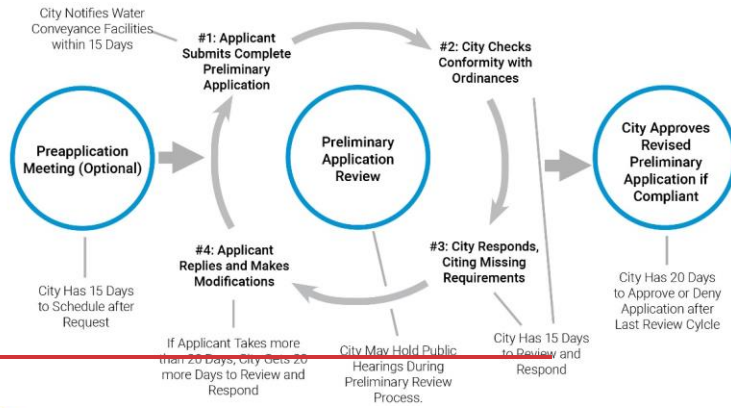 City Notifies Water
Conveyance Facilities
within 15 Days
#1: Applicant
Submits Complete
Preliminary
Application
#2: City Checks
Conformity with
Ordinances
Preapplication
Meeting (Optional)
Preliminary
Application
Review
City Approves
Revised
Preliminary
Application if
Compliant
#4: Applicant
Replies and Makes
Modifications
#3: City Responds,
Citing Missing
Requirements
City Has 15 Days
to Schedule after
Request
If Applicant Takes more
than 20 Days, City Gets 20
more Days to Review and
Respond
City May Hold Public
Hearings During
Preliminary Review
Process.
City Has 15 Days
to Review and
Respond
City Has 20 Days
to Approve or Deny
Application after
Last Review Cylcle